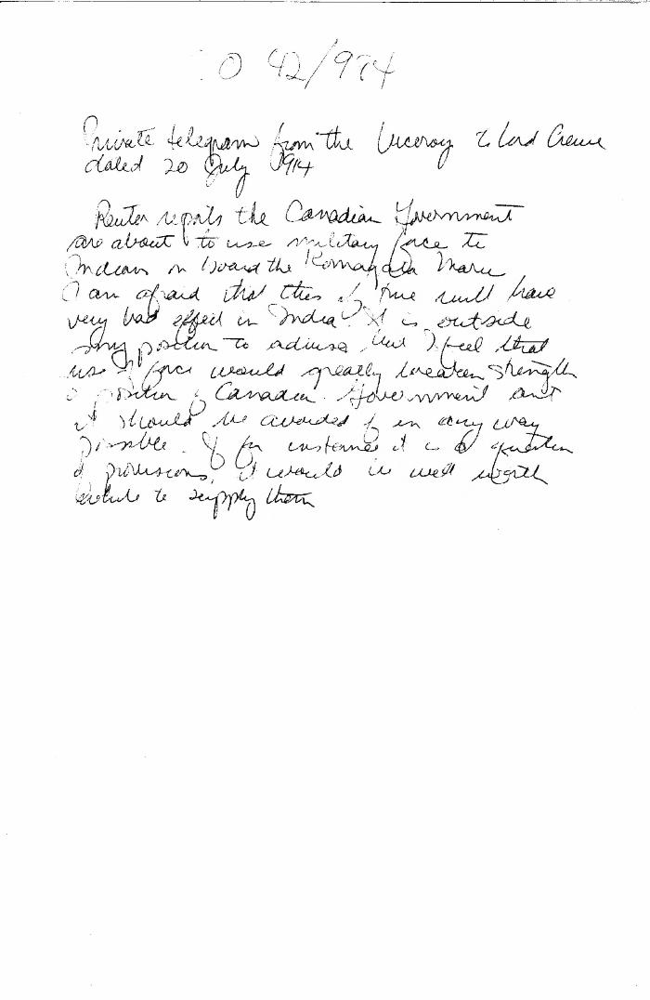 CO 42/974
Private telegram from the Viceroy to Lord Crewe
dated 20 July 1914
Reuter reports the Canadian Government
are about to use military force to
Indians on board the Komagata Maru
I am afraid that this if true will have
very bad effect in India. It is outside
my position to advise, but I feel that
use of force would greatly weaken strength
of position of Canadian Government and
it should be avoided if in any way
possible. If for instance it is a question
of provisions, it would be well worth
while to supply them